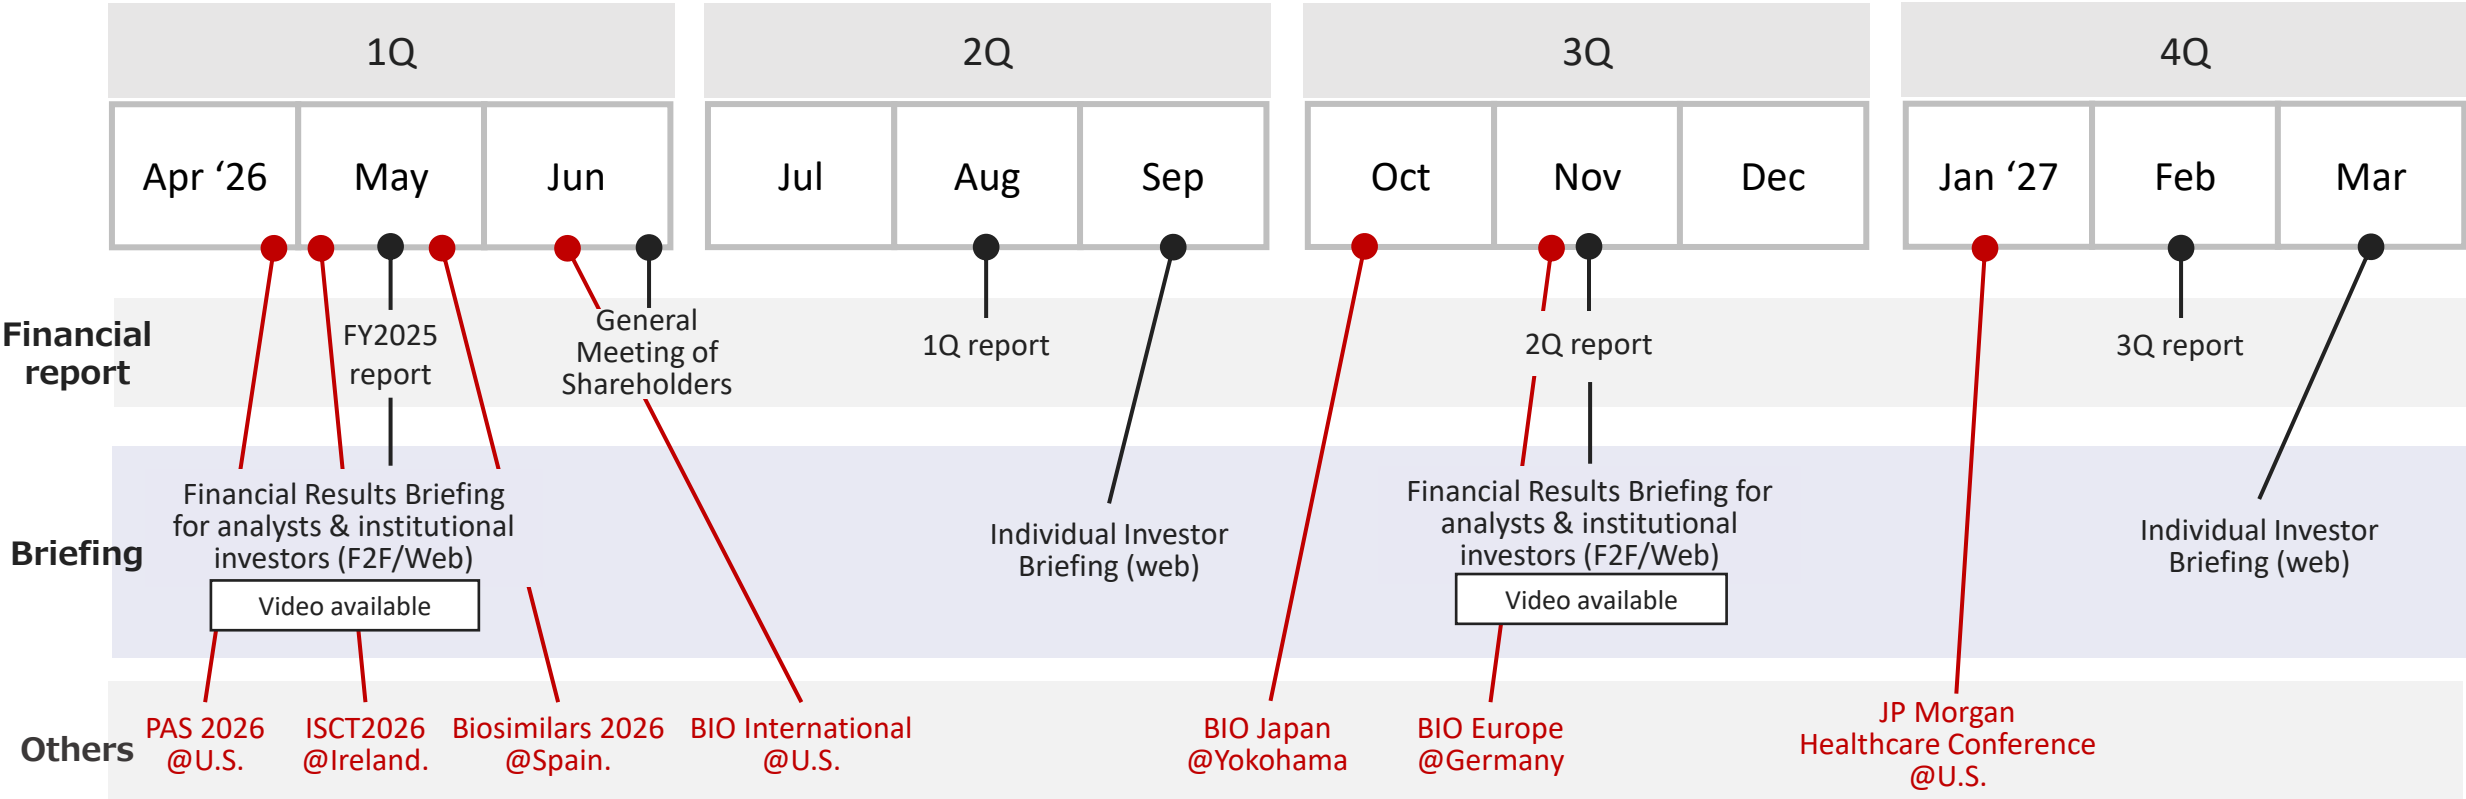 1Q
2Q
3Q
4Q
Apr ‘26
May
Jun
Jul
Aug
Sep
Oct
Nov
Dec
Jan ‘27
Feb
Mar
Financial
report
FY2025
report
General
Meeting of
Shareholders
1Q report
2Q report
3Q report
Briefing
Financial Results Briefing
for analysts & institutional
investors (F2F/Web)
Video available
Individual Investor
Briefing (web)
Financial Results Briefing for
analysts & institutional
investors (F2F/Web)
Video available
Individual Investor
Briefing (web)
Others
PAS 2026
@U.S.
ISCT2026
@Ireland.
Biosimilars 2026
@Spain.
BIO International
@U.S.
BIO Japan
@Yokohama
BIO Europe
@Germany
JP Morgan
Healthcare Conference
@U.S.